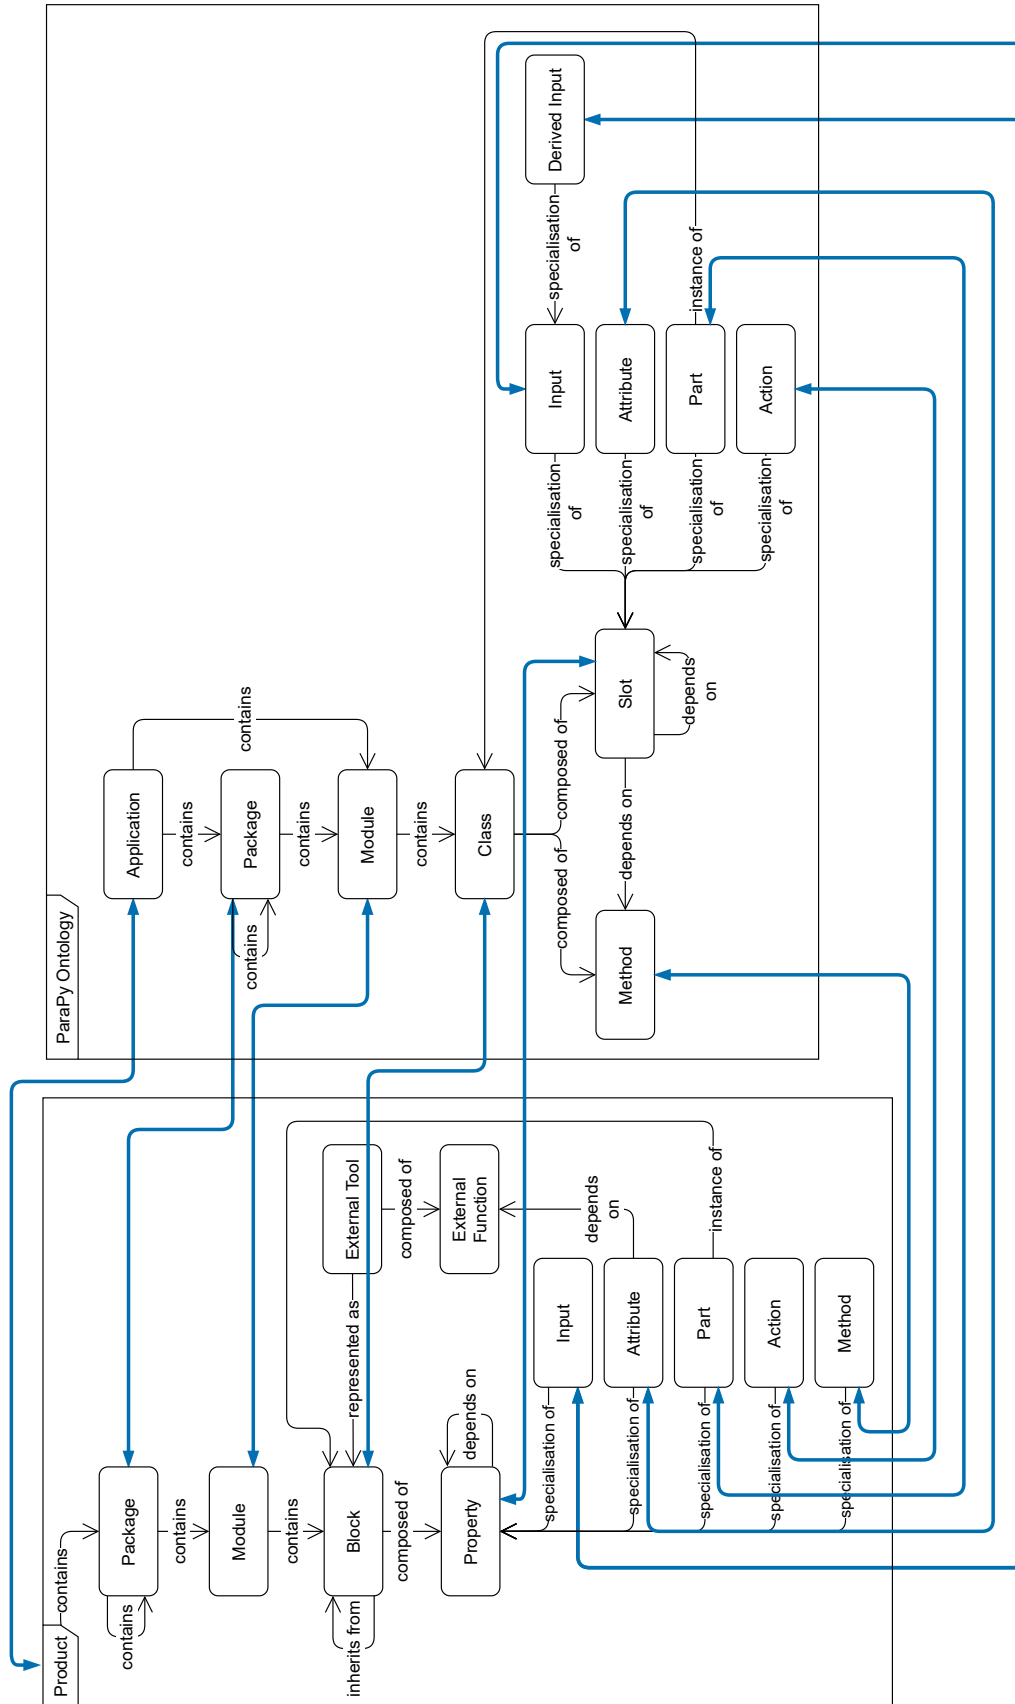 Product
contains
Package
contains
contains
Module
contains
Block
inherits from
composed of
Property
depends on
represented as
External Tool
composed of
External
Function
depends
on
instance of
Input
Attribute
Part
Action
Method
specialisation of
specialisation of
specialisation of
specialisation of
specialisation of
ParaPy Ontology
Application
contains
contains
Package
contains
contains
Module
contains
Class
composed of
composed of
Method
depends on
Slot
depends
on
specialisation
of
specialisation
of
specialisation
of
specialisation
of
Input
Attribute
Part
Action
instance of
specialisation
of
Derived Input